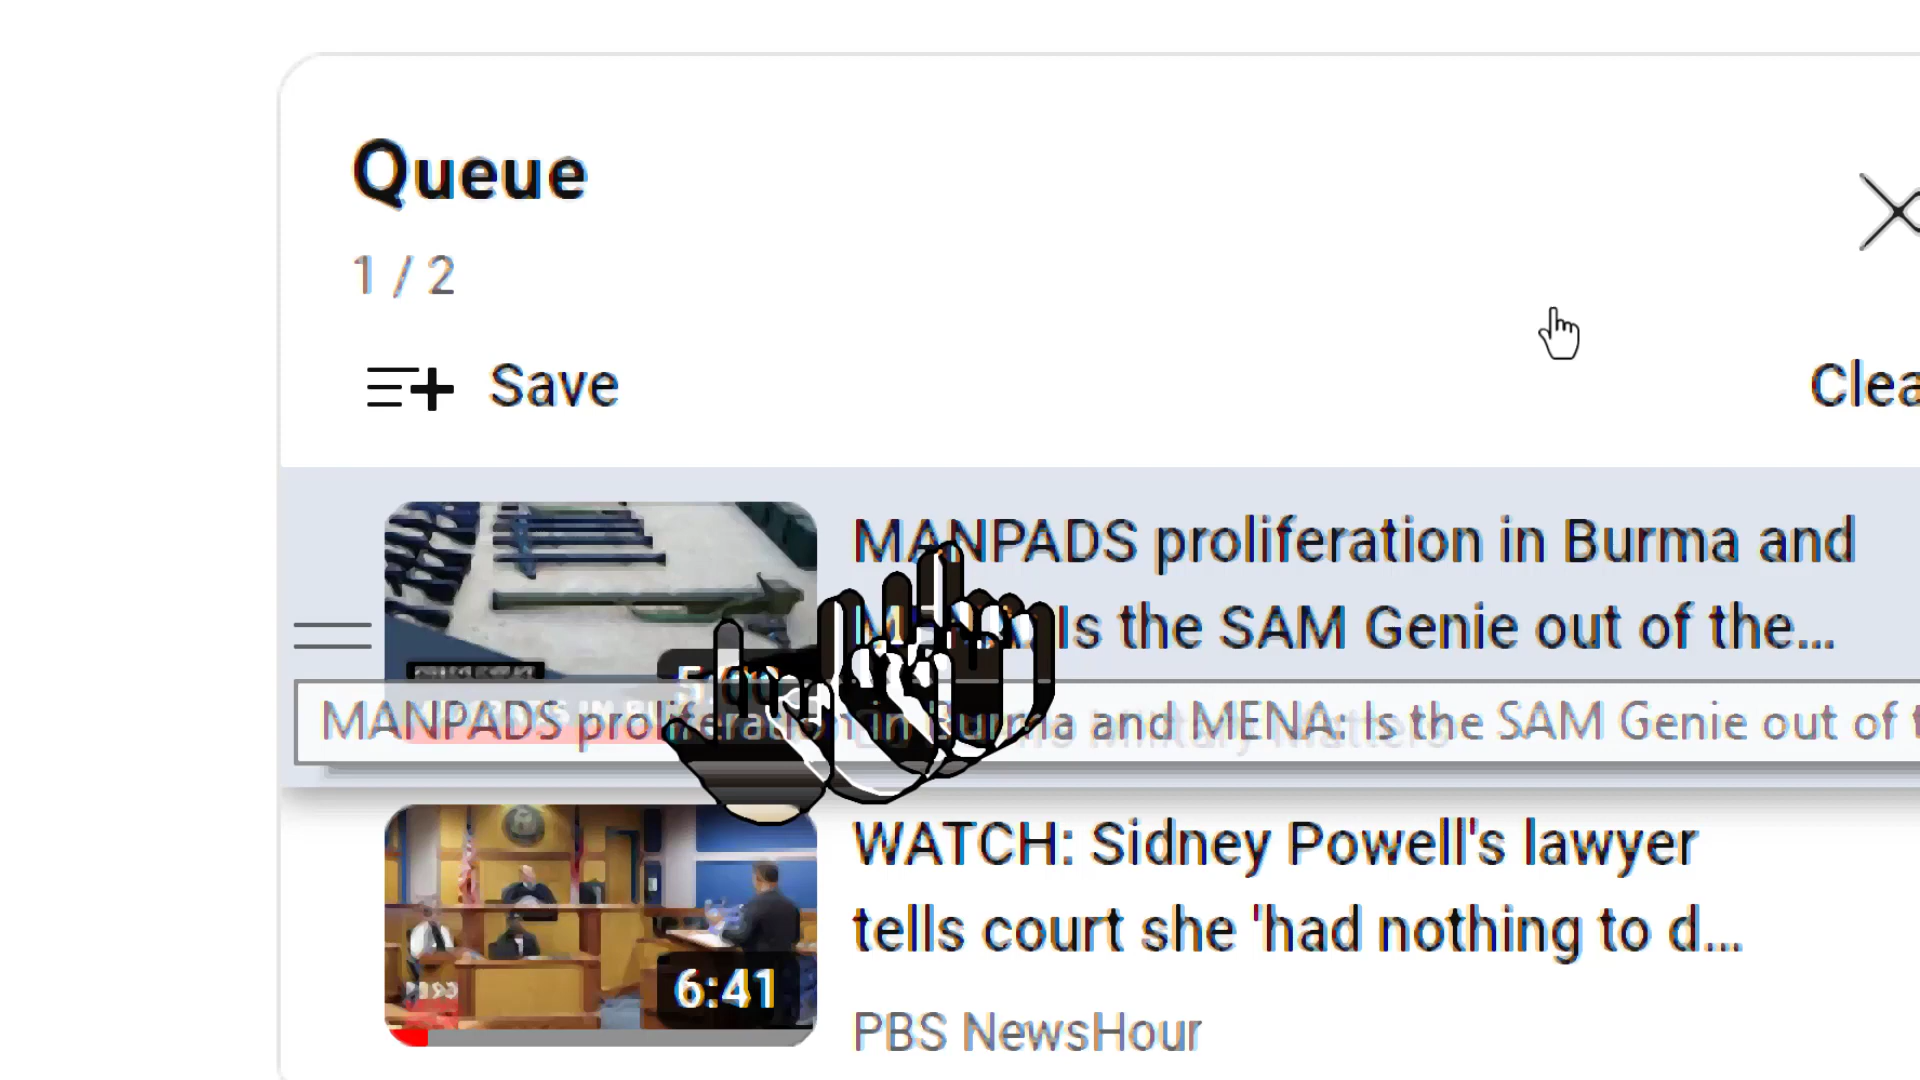 Queue
1 / 2
Save
Clea
MANPADS proliferation in Burma and
Is the SAM Genie out of the...
MANPADS proliferation in Burma and MENA: Is the SAM Genie out of t
Military Matters
WATCH: Sidney Powell's lawyer
tells court she 'had nothing to d...
6:41
PBS NewsHour